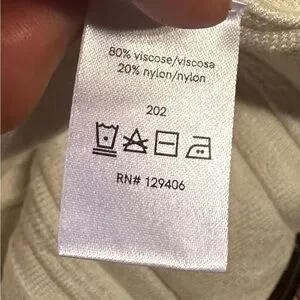 80% viscose/viscosa
20% nylon/nylon
202
RN# 129406